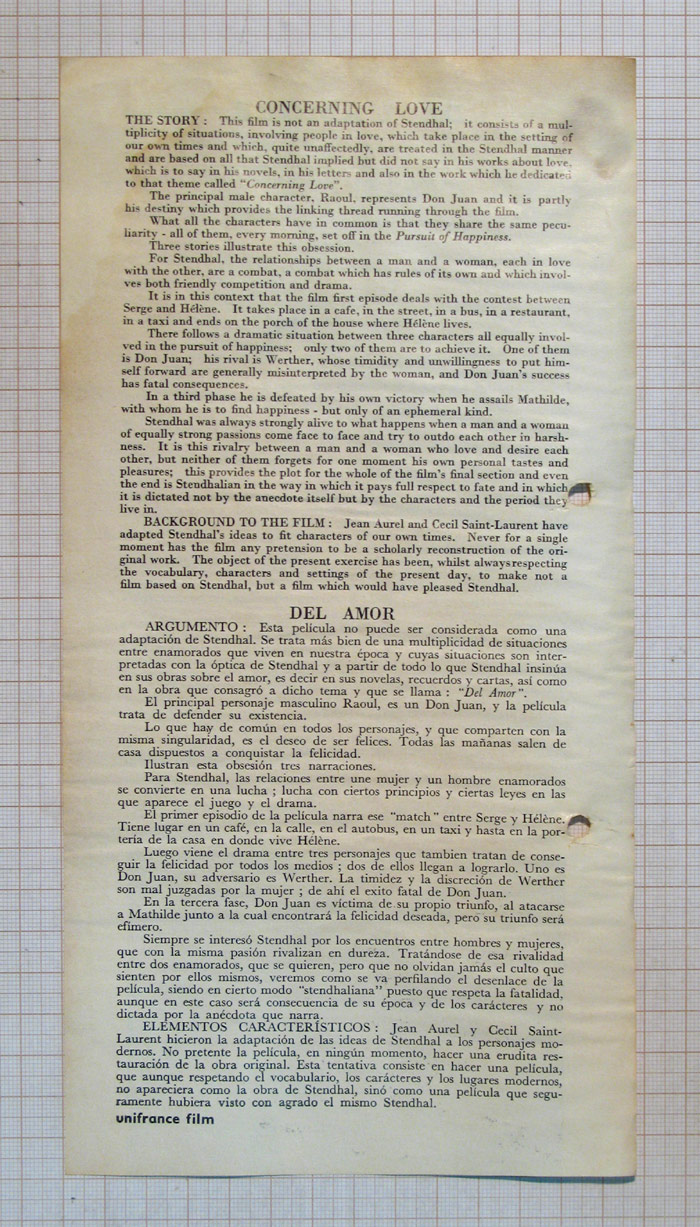 CONCERNING LOVE
THE STORY : This film is not an adaptation of Stendhal; it consists of a mul-
tiplicity of situations, involving people in love, which take place in the setting of
our own times and which, quite unaffectedly, are treated in the Stendhal manner
and are based on all that Stendhal implied but did not say in his works about love,
which is to say in his novels, in his letters and also in the work which he dedicated
to that theme called "Concerning Love".
The principal male character, Raoul, represents Don Juan and it is partly
his destiny which provides the linking thread running through the film.
What all the characters have in common is that they share the same pecu-
liarity - all of them, every morning, set off in the Pursuit of Happiness.
Three stories illustrate this obsession.
For Stendhal, the relationships between a man and a woman, each in love
with the other, are a combat, a combat which has rules of its own and which invol-
ves both friendly competition and drama.
It is in this context that the film first episode deals with the contest between
Serge and Hélène. It takes place in a cafe, in the street, in a bus, in a restaurant,
in a taxi and ends on the porch of the house where Hélène lives.
There follows a dramatic situation between three characters all equally invol-
ved in the pursuit of happiness; only two of them are to achieve it. One of them
is Don Juan; his rival is Werther, whose timidity and unwillingness to put him-
self forward are generally misinterpreted by the woman, and Don Juan's success
has fatal consequences.
In a third phase he is defeated by his own victory when he assails Mathilde,
with whom he is to find happiness - but only of an ephemeral kind.
Stendhal was always strongly alive to what happens when a man and a woman
of equally strong passions come face to face and try to outdo each other in harsh-
ness. It is this rivalry between a man and a woman who love and desire each
other, but neither of them forgets for one moment his own personal tastes and
pleasures; this provides the plot for the whole of the film's final section and even
the end is Stendhalian in the way in which it pays full respect to fate and in which
it is dictated not by the anecdote itself but by the characters and the period they
live in.
BACKGROUND TO THE FILM : Jean Aurel and Cecil Saint-Laurent have
adapted Stendhal's ideas to fit characters of our own times. Never for a single
moment has the film any pretension to be a scholarly reconstruction of the ori-
ginal work. The object of the present exercise has been, whilst always respecting
the vocabulary, characters and settings of the present day, to make not a
film based on Stendhal, but a film which would have pleased Stendhal.
DEL AMOR
ARGUMENTO : Esta película no puede ser considerada como una
adaptación de Stendhal. Se trata más bien de una multiplicidad de situaciones
entre enamorados que viven en nuestra época y cuyas situaciones son inter-
pretadas con la óptica de Stendhal y a partir de todo lo que Stendhal insinúa
en sus obras sobre el amor, es decir en sus novelas, recuerdos y cartas, así como
en la obra que consagró a dicho tema y que se llama : "Del Amor".
El principal personaje masculino Raoul, es un Don Juan, y la película
trata de defender su existencia.
Lo que hay de común en todos los personajes, y que comparten con la
misma singularidad, es el deseo de ser felices. Todas las mañanas salen de
casa dispuestos a conquistar la felicidad.
Ilustran esta obsesión tres narraciones.
Para Stendhal, las relaciones entre une mujer y un hombre enamorados
se convierte en una lucha ; lucha con ciertos principios y ciertas leyes en las
que aparece el juego y el drama.
El primer episodio de la película narra ese "match" entre Serge y Hélène.
Tiene lugar en un café, en la calle, en el autobus, en un taxi y hasta en la por-
tería de la casa en donde vive Hélène.
Luego viene el drama entre tres personajes que tambien tratan de conse-
guir la felicidad por todos los medios ; dos de ellos llegan a lograrlo. Uno es
Don Juan, su adversario es Werther. La timidez y la discreción de Werther
son mal juzgadas por la mujer ; de ahí el exito fatal de Don Juan.
En la tercera fase, Don Juan es víctima de su propio triunfo, al atacarse
a Mathilde junto a la cual encontrará la felicidad deseada, pero su triunfo será
efímero.
Siempre se interesó Stendhal por los encuentros entre hombres y mujeres,
que con la misma pasión rivalizan en dureza. Tratándose de esa rivalidad
entre dos enamorados, que se quieren, pero que no olvidan jamás el culto que
sienten por ellos mismos, veremos como se va perfilando el desenlace de la
película, siendo en cierto modo "stendhaliana" puesto que respeta la fatalidad,
aunque en este caso será consecuencia de su época y de los carácteres y no
dictada por la anécdota que narra.
ELEMENTOS CARACTERÍSTICOS : Jean Aurel y Cecil Saint-
Laurent hicieron la adaptación de las ideas de Stendhal a los personajes mo-
dernos. No pretente la película, en ningún momento, hacer una erudita res-
tauración de la obra original. Esta tentativa consiste en hacer una película,
que aunque respetando el vocabulario, los carácteres y los lugares modernos,
no apareciera como la obra de Stendhal, sinó como una película que segu-
ramente hubiera visto con agrado el mismo Stendhal.
unifrance film